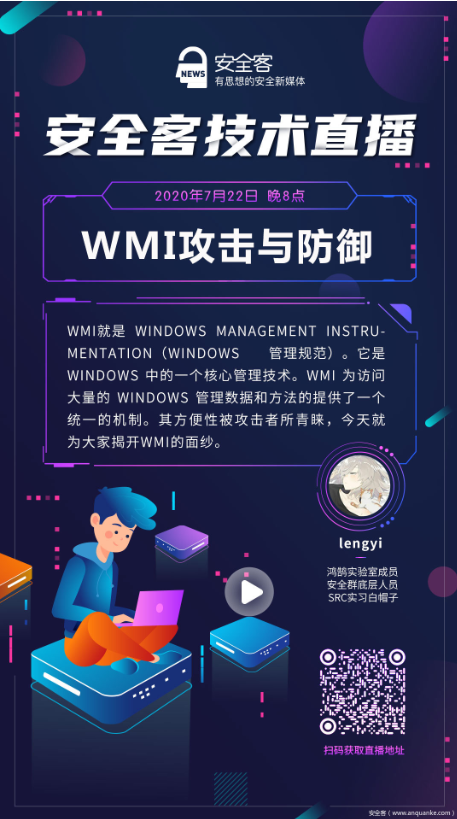 NEWS
安全客
有思想的安全新媒体
安全客技术直播
2020年7月22日 晚8点
WMI攻击与防御
WMI就是 WINDOWS MANAGEMENT INSTRU-
MENTATION（WINDOWS 管理规范）。它是
WINDOWS 中的一个核心管理技术。WMI 为访问
大量的 WINDOWS 管理数据和方法的提供了一个
统一的机制。其方便性被攻击者所青睐，今天就
为大家揭开WMI的面纱。
lengyi
鸿鹄实验室成员
安全群底层人员
SRC实习白帽子
扫码获取直播地址
安全客（www.anquanke.com）